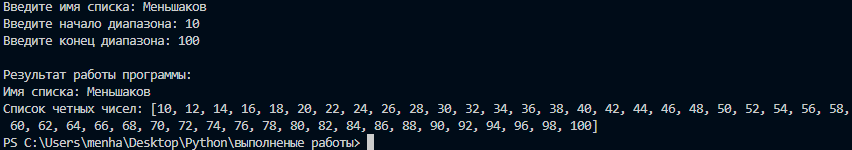 Введите имя списка: Меньшаков
Введите начало диапазона: 10
Введите конец диапазона: 100
Результат работы программы:
Имя списка: Меньшаков
Список четных чисел: [10, 12, 14, 16, 18, 20, 22, 24, 26, 28, 30, 32, 34, 36, 38, 40, 42, 44, 46, 48, 50, 52, 54, 56, 58,
60, 62, 64, 66, 68, 70, 72, 74, 76, 78, 80, 82, 84, 86, 88, 90, 92, 94, 96, 98, 100]
PS C:\Users\menha\Desktop\Python\выполненые работы>